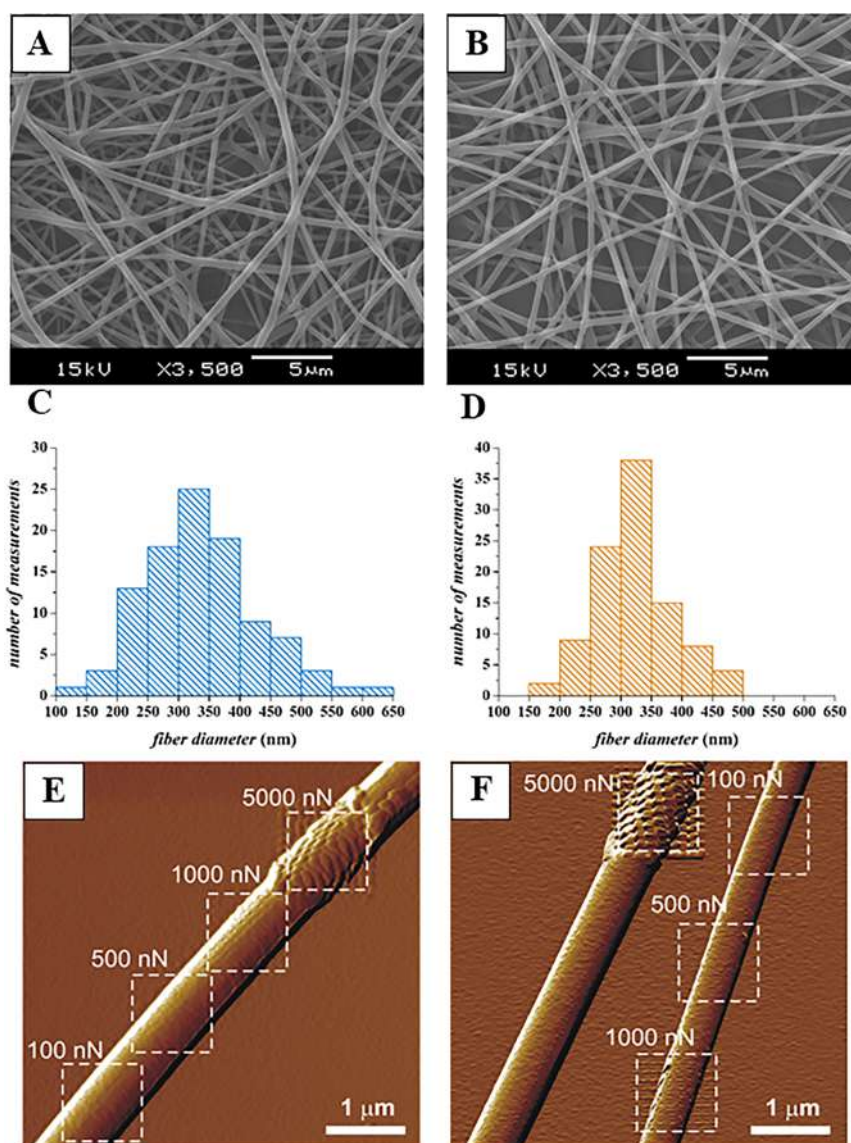 A
B
15kV X3,500 5μm
15kV X3,500 5μm
C
D
30
25
20
15
10
5
0
number of measurements
100 150 200 250 300 350 400 450 500 550 600 650
fiber diameter (nm)
40
35
30
25
20
15
10
5
0
number of measurements
100 150 200 250 300 350 400 450 500 550 600 650
fiber diameter (nm)
E
5000 nN
1000 nN
500 nN
100 nN
1 μm
F
5000 nN
100 nN
500 nN
1000 nN
1 μm